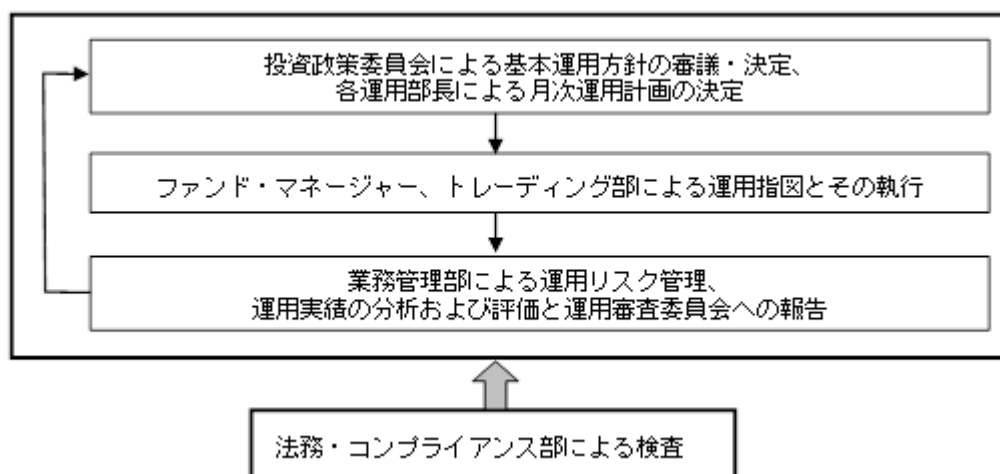 投資政策委員会による基本運用方針の審議・決定、
各運用部長による月次運用計画の決定
ファンド・マネージャー、トレーディング部による運用指図とその執行
業務管理部による運用リスク管理、
運用実績の分析および評価と運用審査委員会への報告
法務・コンプライアンス部による検査